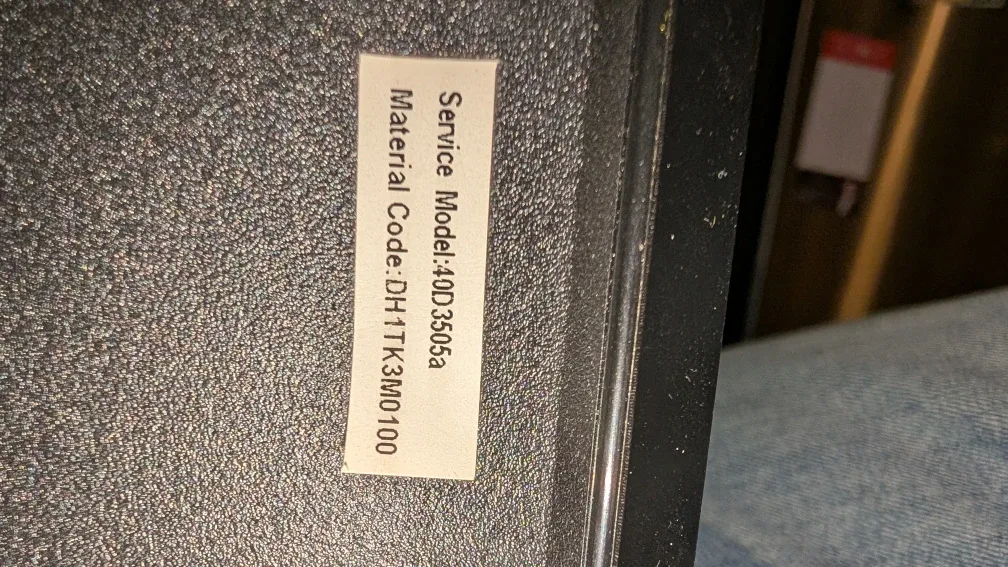 Service Model:40D3505a
Material Code:DH1TK3M0100